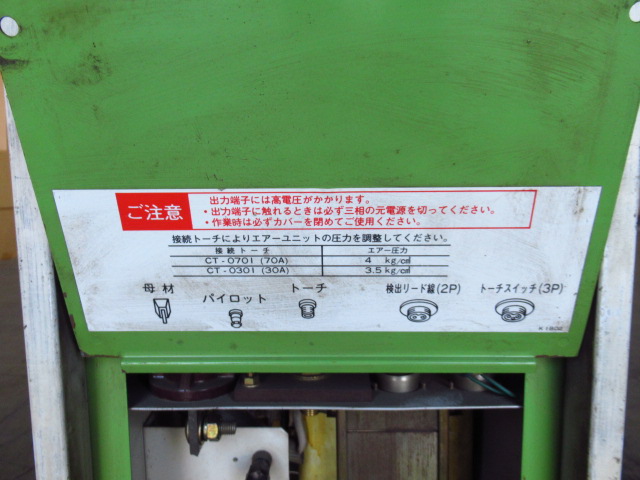 ご注意
出力端子には高電圧がかかります。
・出力端子に触れるときは必ず三相の元電源を切ってください。
・作業時は必ずカバーを閉めてご使用ください。
接続トーチによりエアーユニットの圧力を調整してください。
接続トーチ エアー圧力
CT-0701 (70A) 4 kg/c㎡
CT-0301 (30A) 3.5kg/c㎡
母材 パイロット トーチ 検出リード線(2P) トーチスイッチ(3P)